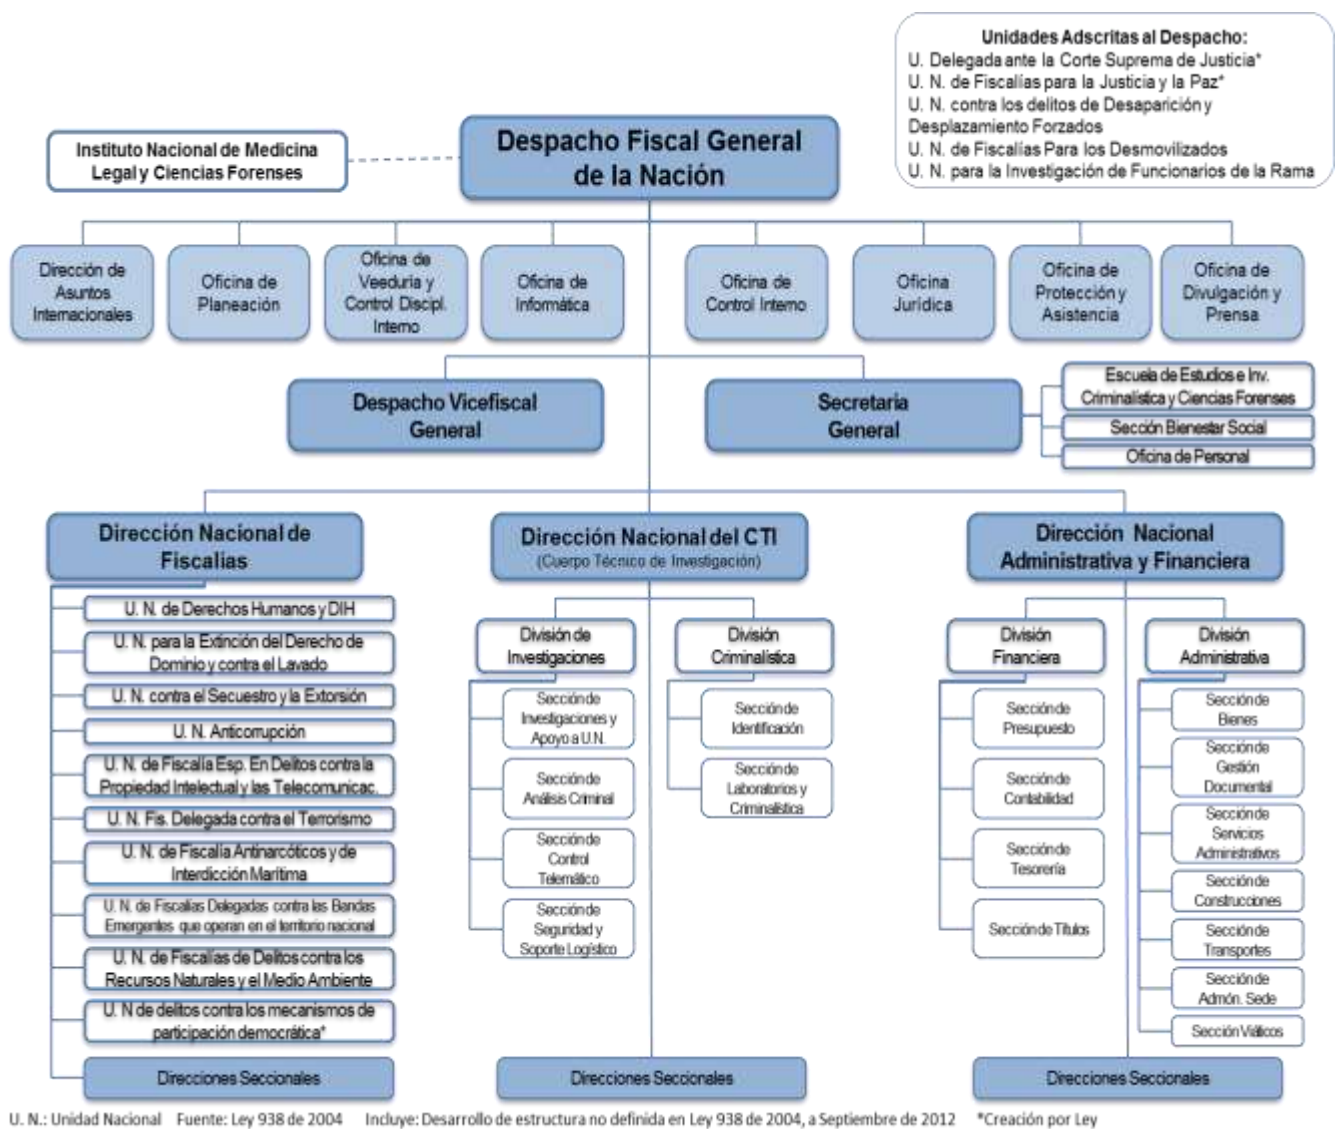 Unidades Adscritas al Despacho:
U. Delegada ante la Corte Suprema de Justicia*
U. N. de Fiscalías para la Justicia y la Paz*
U. N. contra los delitos de Desaparición y
Desplazamiento Forzados
U. N. de Fiscalías Para los Desmovilizados
U. N. para la Investigación de Funcionarios de la Rama
Instituto Nacional de Medicina
Legal y Ciencias Forenses
Despacho Fiscal General
de la Nación
Dirección de
Asuntos
Internacionales
Oficina de
Planeación
Oficina de
Veeduría y
Control Discipl.
Interno
Oficina de
Informática
Oficina de
Control Interno
Oficina
Jurídica
Oficina de
Protección y
Asistencia
Oficina de
Divulgación y
Prensa
Despacho Vicefiscal
General
Secretaria
General
Escuela de Estudios e Inv.
Criminalística y Ciencias Forenses
Sección Bienestar Social
Oficina de Personal
Dirección Nacional de
Fiscalías
U. N. de Derechos Humanos y DIH
U. N. para la Extinción del Derecho de
Dominio y contra el Lavado
U. N. contra el Secuestro y la Extorsión
U. N. Anticorrupción
U. N. de Fiscalía Esp. En Delitos contra la
Propiedad Intelectual y las Telecomunicac.
U. N. Fis. Delegada contra el Terrorismo
U. N. de Fiscalía Antinarcóticos y de
Interdicción Marítima
U. N. de Fiscalías Delegadas contra las Bandas
Emergentes que operan en el territorio nacional
U. N. de Fiscalías de Delitos contra los
Recursos Naturales y el Medio Ambiente
U. N de delitos contra los mecanismos de
participación democrática*
Direcciones Seccionales
Dirección Nacional del CTI
(Cuerpo Técnico de Investigación)
División de
Investigaciones
Sección de
Investigaciones y
Apoyo a U.N.
Sección de
Análisis Criminal
Sección de
Control
Telemático
Sección de
Seguridad y
Soporte Logístico
División
Criminalística
Sección de
Identificación
Sección de
Laboratorios y
Criminalística
Direcciones Seccionales
Dirección Nacional
Administrativa y Financiera
División
Financiera
Sección de
Presupuesto
Sección de
Contabilidad
Sección de
Tesorería
Sección de Títulos
División
Administrativa
Sección de
Bienes
Sección de
Gestión
Documental
Sección de
Servicios
Administrativos
Sección de
Construcciones
Sección de
Transportes
Sección de
Admón. Sede
Sección Viáticos
Direcciones Seccionales
U. N.: Unidad Nacional Fuente: Ley 938 de 2004 Incluye: Desarrollo de estructura no definida en Ley 938 de 2004, a Septiembre de 2012 *Creación por Ley